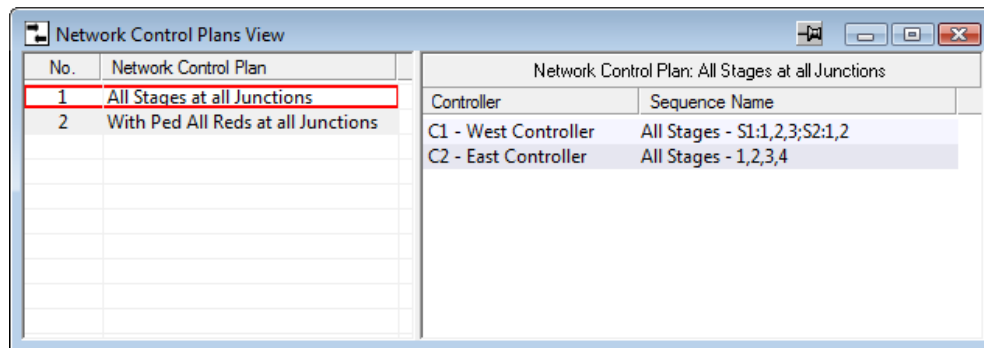 Network Control Plans View
No. Network Control Plan
1 All Stages at all Junctions
2 With Ped All Reds at all Junctions
Network Control Plan: All Stages at all Junctions
Controller Sequence Name
C1 - West Controller All Stages - S1:1,2,3;S2:1,2
C2 - East Controller All Stages - 1,2,3,4